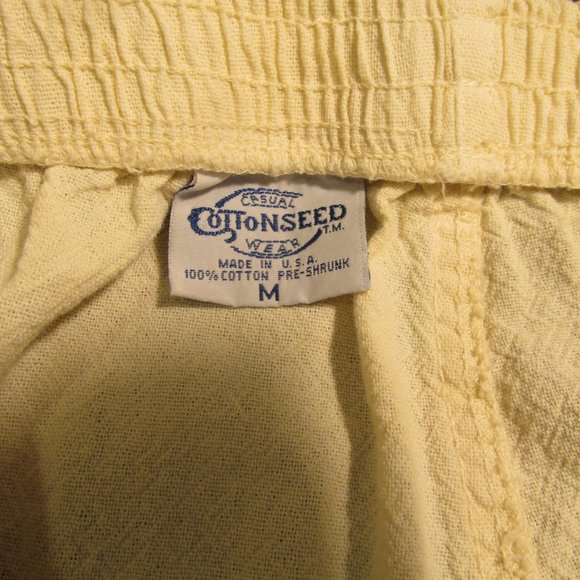 CASUAL
COTTONSEED T.M.
WEAR
MADE IN U.S.A.
100% COTTON PRE-SHRUNK
M